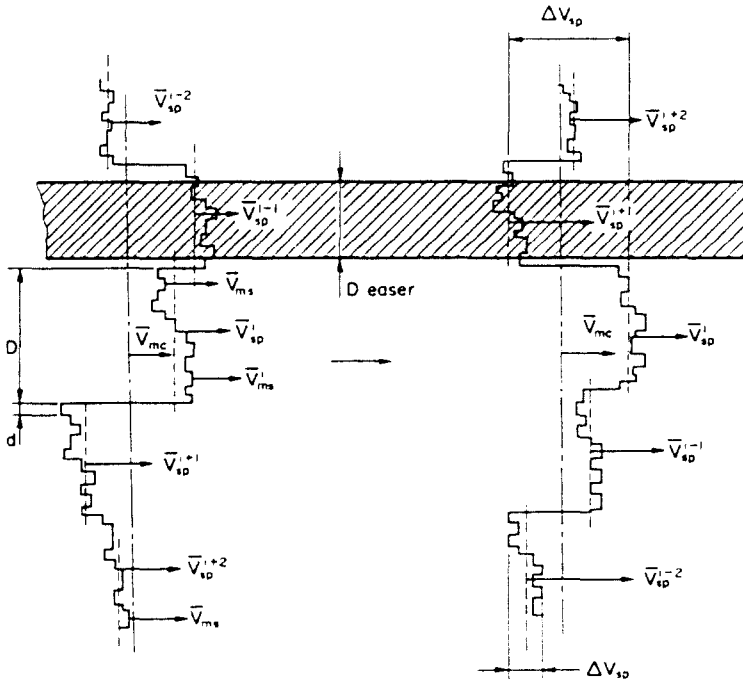 ΔV_sp
V̄_sp^{i-2}
V̄_sp^{i+2}
V̄_sp^{i-1}
V̄_sp^{i+1}
V̄_ms
D easer
D
V̄_mc
V̄_sp^{i}
V̄_mc
V̄_sp^{i}
V̄_ms^{i}
d
V̄_sp^{i+1}
V̄_sp^{i-1}
V̄_sp^{i+2}
V̄_sp^{i-2}
V̄_ms
ΔV_sp